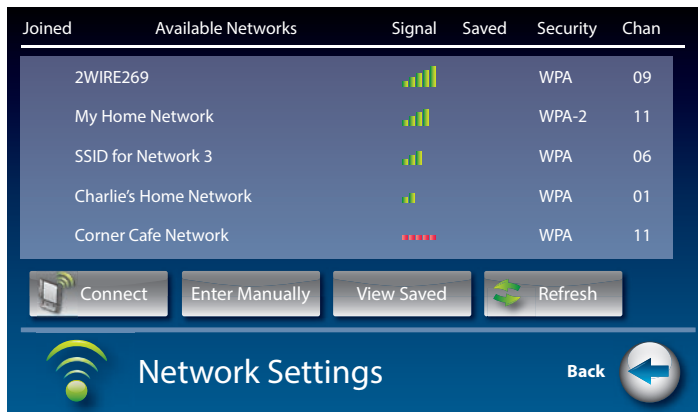 Joined Available Networks Signal Saved Security Chan
2WIRE269 WPA 09
My Home Network WPA-2 11
SSID for Network 3 WPA 06
Charlie’s Home Network WPA 01
Corner Cafe Network WPA 11
Connect Enter Manually View Saved Refresh
Network Settings Back